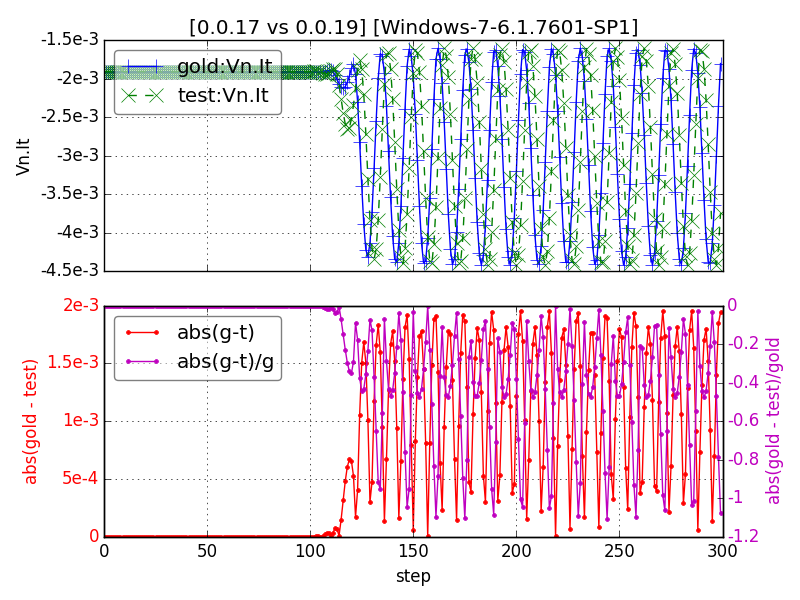 [0.0.17 vs 0.0.19] [Windows-7-6.1.7601-SP1]
-1.5e-3
-2e-3
-2.5e-3
-3e-3
-3.5e-3
-4e-3
-4.5e-3
Vn.It
gold:Vn.It
test:Vn.It
2e-3
1.5e-3
1e-3
5e-4
0
abs(gold - test)
abs(g-t)
abs(g-t)/g
0
-0.2
-0.4
-0.6
-0.8
-1
-1.2
abs(gold - test)/gold
0 50 100 150 200 250 300
step